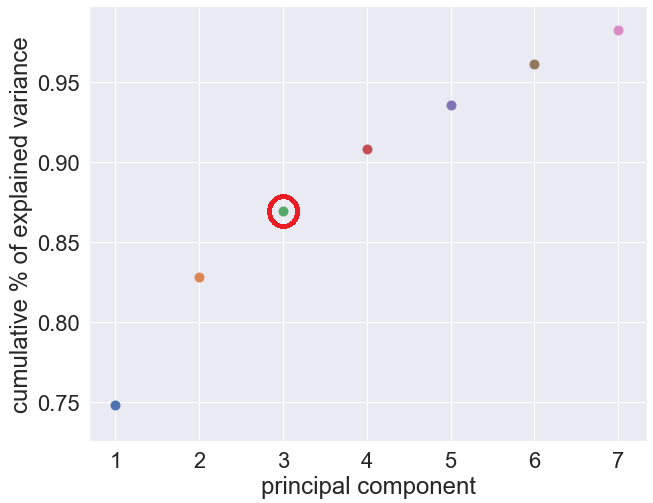 cumulative % of explained variance
0.95
0.90
0.85
0.80
0.75
1 2 3 4 5 6 7
principal component